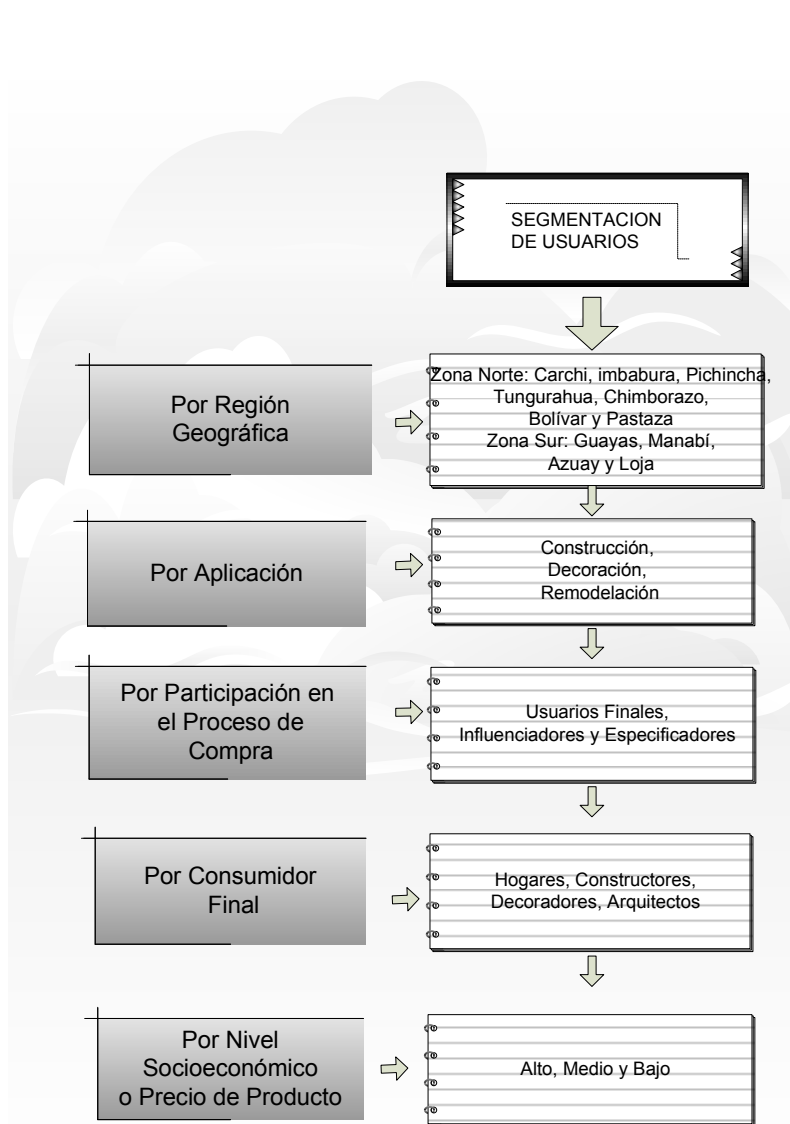 SEGMENTACION
DE USUARIOS
Por Región
Geográfica
Zona Norte: Carchi, imbabura, Pichincha,
Tungurahua, Chimborazo,
Bolívar y Pastaza
Zona Sur: Guayas, Manabí,
Azuay y Loja
Por Aplicación
Construcción,
Decoración,
Remodelación
Por Participación en
el Proceso de
Compra
Usuarios Finales,
Influenciadores y Especificadores
Por Consumidor
Final
Hogares, Constructores,
Decoradores, Arquitectos
Por Nivel
Socioeconómico
o Precio de Producto
Alto, Medio y Bajo